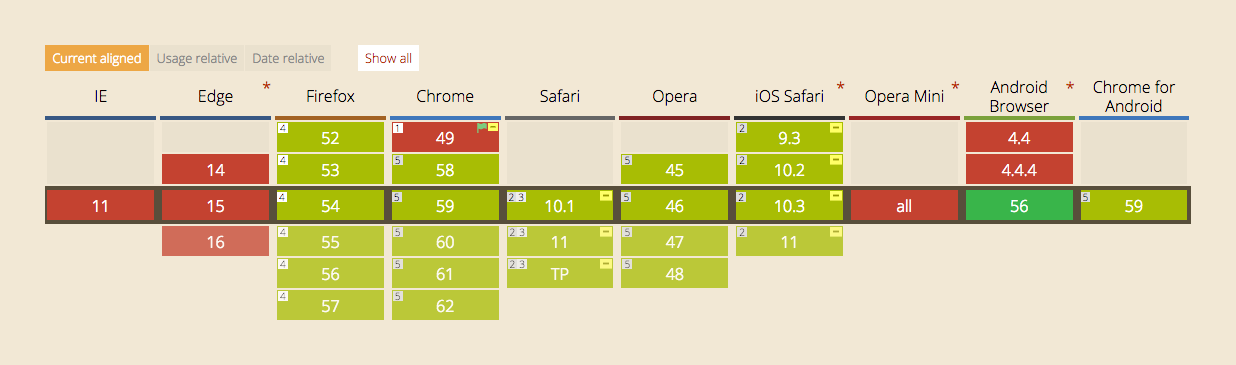 Current aligned Usage relative Date relative Show all
IE Edge * Firefox Chrome Safari Opera iOS Safari * Opera Mini * Android Browser * Chrome for Android
4 52 1 49 2 9.3 4.4
14 4 53 5 58 5 45 2 10.2 4.4.4
11 15 4 54 5 59 2 3 10.1 5 46 2 10.3 all 56 5 59
16 4 55 5 60 2 3 11 5 47 2 11
4 56 5 61 2 3 TP 5 48
4 57 5 62